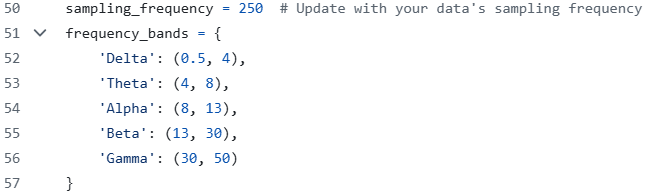 50 sampling_frequency = 250 # Update with your data's sampling frequency
51 frequency_bands = {
52 'Delta': (0.5, 4),
53 'Theta': (4, 8),
54 'Alpha': (8, 13),
55 'Beta': (13, 30),
56 'Gamma': (30, 50)
57 }